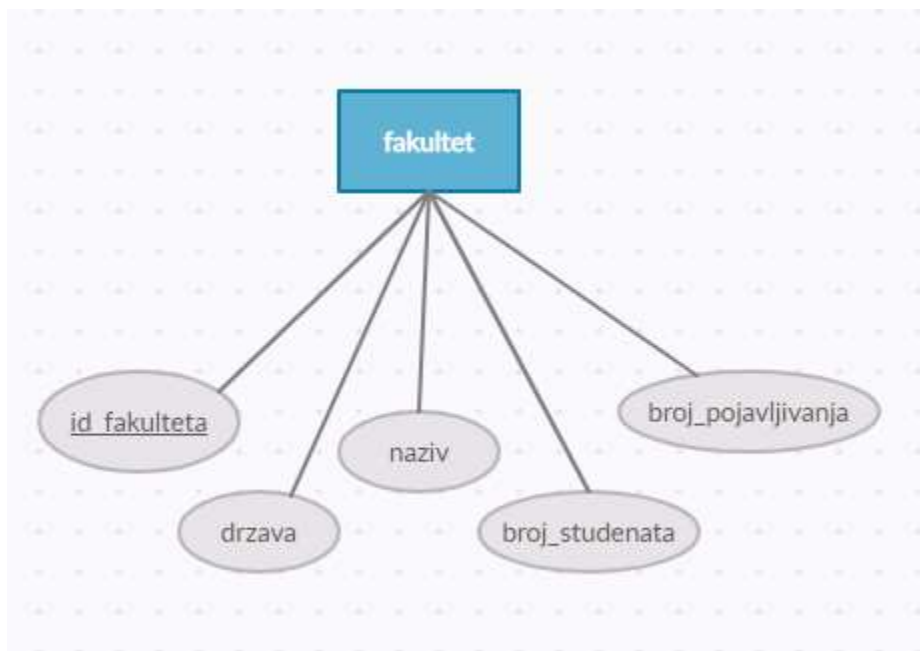 fakultet
id_fakulteta
drzava
naziv
broj_studenata
broj_pojavljivanja